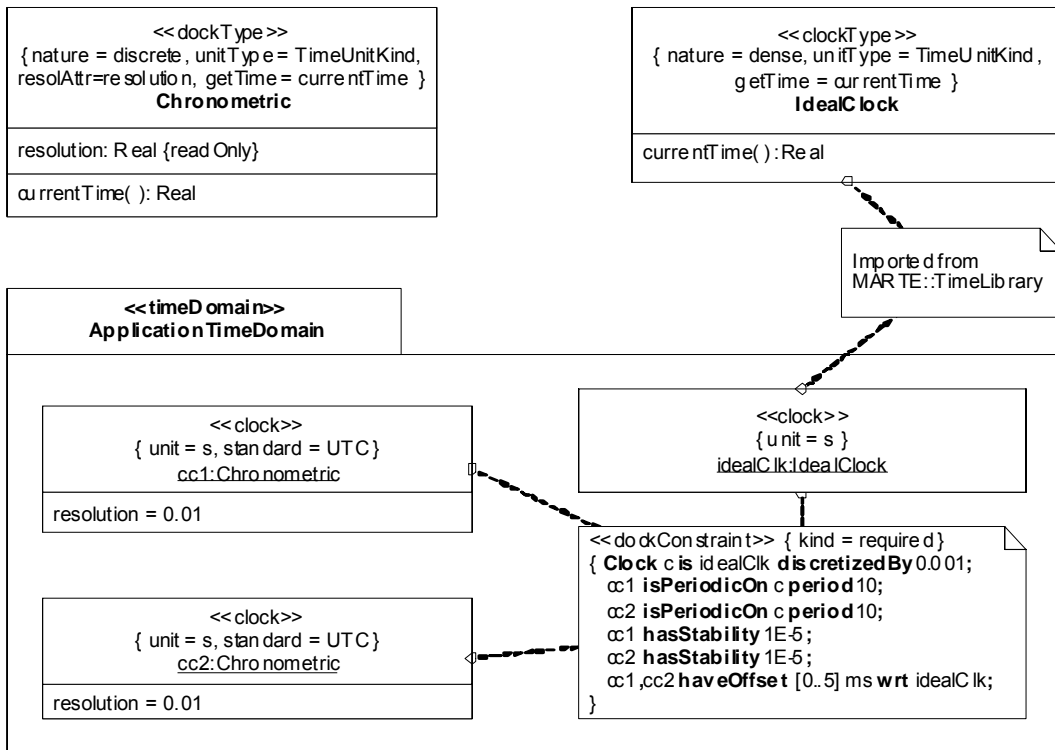 <<clockType>>
{ nature = discrete, unitType = TimeUnitKind,
resolAttr=resolution, getTime = currentTime }
Chronometric
resolution: Real {readOnly}
currentTime( ): Real
<<clockType>>
{ nature = dense, unitType = TimeUnitKind,
getTime = currentTime }
IdealClock
currentTime( ): Real
Imported from
MARTE::TimeLibrary
<<timeDomain>>
ApplicationTimeDomain
<<clock>>
{ unit = s, standard = UTC }
cc1:Chronometric
resolution = 0.01
<<clock>>
{ unit = s }
idealClk:IdealClock
<<clock>>
{ unit = s, standard = UTC }
cc2:Chronometric
resolution = 0.01
<<clockConstraint>> { kind = required }
{ Clock c is idealClk discretizedBy 0.001;
cc1 isPeriodicOn c period 10;
cc2 isPeriodicOn c period 10;
cc1 hasStability 1E-5;
cc2 hasStability 1E-5;
cc1,cc2 haveOffset [0..5] ms wrt idealClk;
}